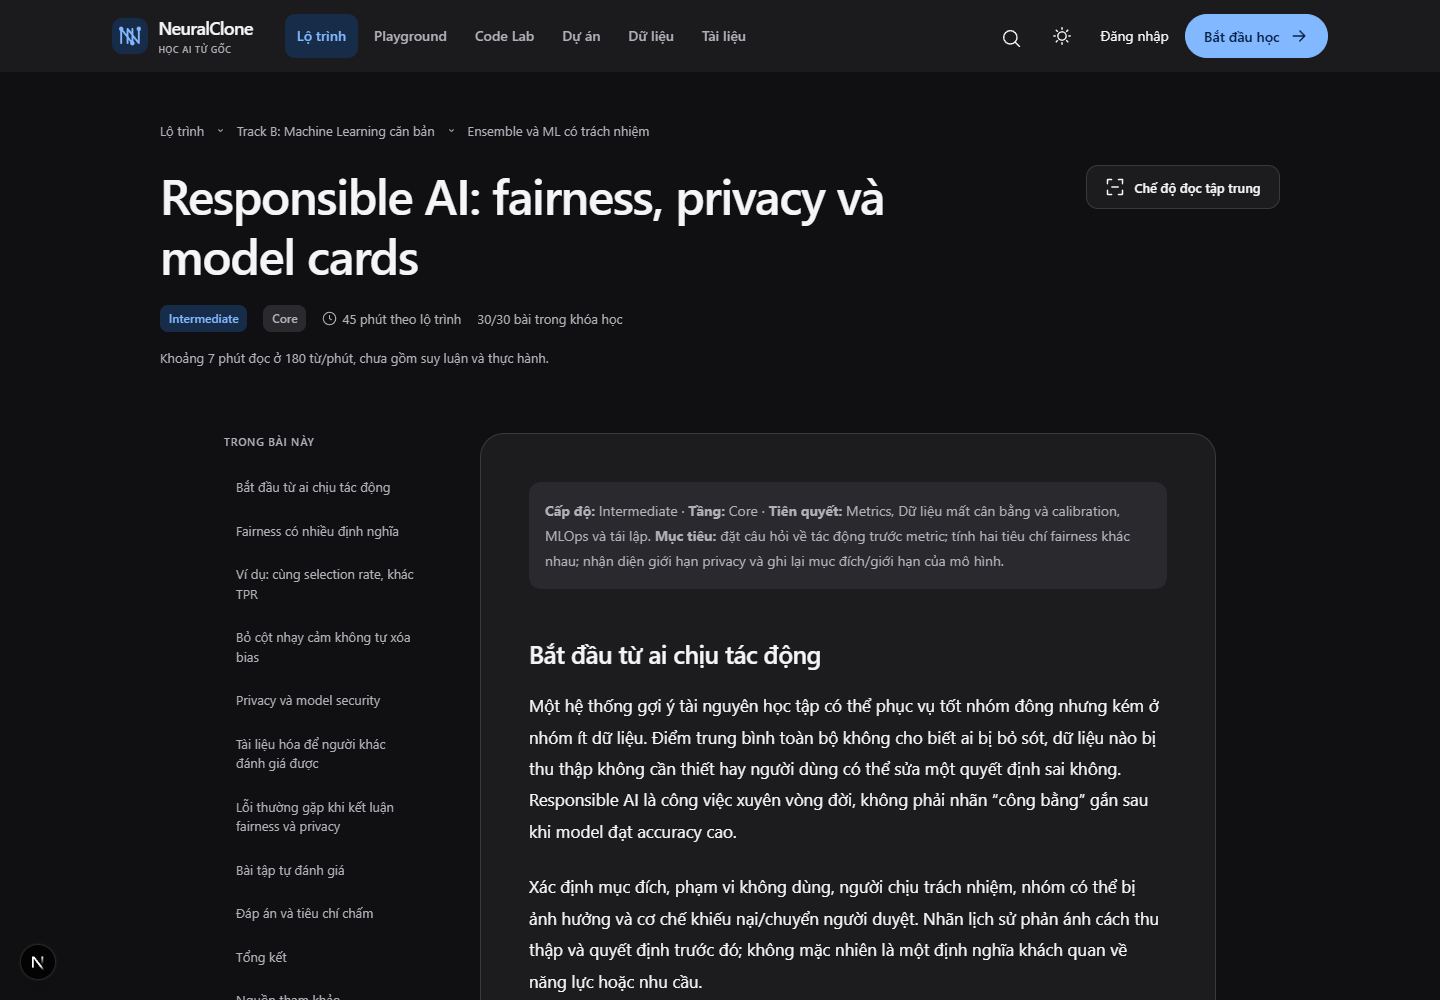 NeuralClone
HỌC AI TỪ GỐC
Lộ trình
Playground
Code Lab
Dự án
Dữ liệu
Tài liệu
Đăng nhập
Bắt đầu học
Lộ trình
Track B: Machine Learning căn bản
Ensemble và ML có trách nhiệm
Responsible AI: fairness, privacy và
model cards
Chế độ đọc tập trung
Intermediate
Core
45 phút theo lộ trình
30/30 bài trong khóa học
Khoảng 7 phút đọc ở 180 từ/phút, chưa gồm suy luận và thực hành.
TRONG BÀI NÀY
Bắt đầu từ ai chịu tác động
Fairness có nhiều định nghĩa
Ví dụ: cùng selection rate, khác
TPR
Bỏ cột nhạy cảm không tự xóa
bias
Privacy và model security
Tài liệu hóa để người khác
đánh giá được
Lỗi thường gặp khi kết luận
fairness và privacy
Bài tập tự đánh giá
Đáp án và tiêu chí chấm
Tổng kết
Nguồn tham khảo
Cấp độ: Intermediate · Tầng: Core · Tiên quyết: Metrics, Dữ liệu mất cân bằng và calibration,
MLOps và tái lập. Mục tiêu: đặt câu hỏi về tác động trước metric; tính hai tiêu chí fairness khác
nhau; nhận diện giới hạn privacy và ghi lại mục đích/giới hạn của mô hình.
Bắt đầu từ ai chịu tác động
Một hệ thống gợi ý tài nguyên học tập có thể phục vụ tốt nhóm đông nhưng kém ở
nhóm ít dữ liệu. Điểm trung bình toàn bộ không cho biết ai bị bỏ sót, dữ liệu nào bị
thu thập không cần thiết hay người dùng có thể sửa một quyết định sai không.
Responsible AI là công việc xuyên vòng đời, không phải nhãn “công bằng” gắn sau
khi model đạt accuracy cao.
Xác định mục đích, phạm vi không dùng, người chịu trách nhiệm, nhóm có thể bị
ảnh hưởng và cơ chế khiếu nại/chuyển người duyệt. Nhãn lịch sử phản ánh cách thu
thập và quyết định trước đó; không mặc nhiên là một định nghĩa khách quan về
năng lực hoặc nhu cầu.